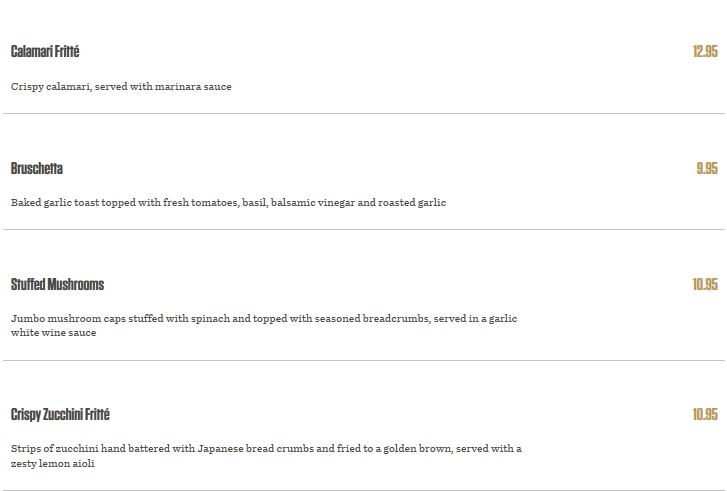 Calamari Fritté 12.95
Crispy calamari, served with marinara sauce
Bruschetta 9.95
Baked garlic toast topped with fresh tomatoes, basil, balsamic vinegar and roasted garlic
Stuffed Mushrooms 10.95
Jumbo mushroom caps stuffed with spinach and topped with seasoned breadcrumbs, served in a garlic
white wine sauce
Crispy Zucchini Fritté 10.95
Strips of zucchini hand battered with Japanese bread crumbs and fried to a golden brown, served with a
zesty lemon aioli